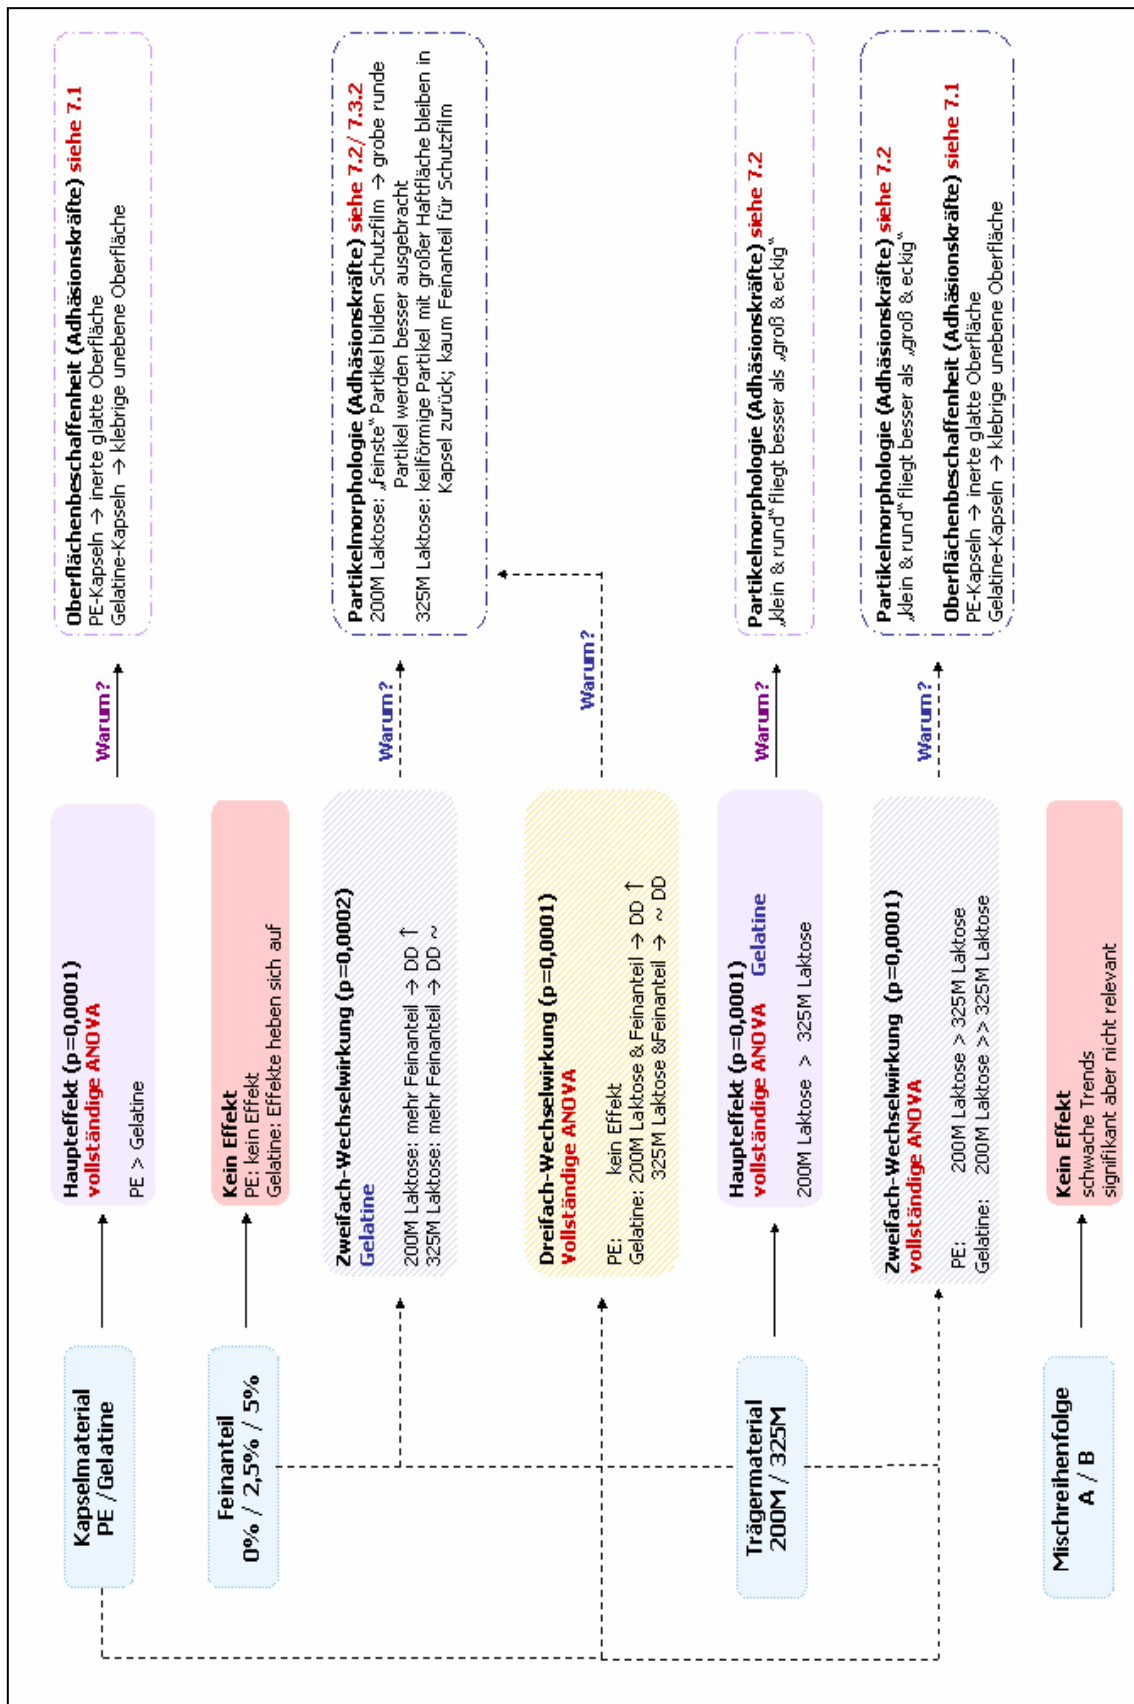 Kapselmaterial
PE /Gelatine
Haupteffekt (p=0,0001)
vollständige ANOVA
PE > Gelatine
Warum?
Oberflächenbeschaffenheit (Adhäsionskräfte) siehe 7.1
PE-Kapseln → inerte glatte Oberfläche
Gelatine-Kapseln → klebrige unebene Oberfläche
Feinanteil
0% / 2,5% / 5%
Kein Effekt
PE: kein Effekt
Gelatine: Effekte heben sich auf
Zweifach-Wechselwirkung (p=0,0002)
Gelatine
200M Laktose: mehr Feinanteil → DD ↑
325M Laktose: mehr Feinanteil → DD ~
Warum?
Partikelmorphologie (Adhäsionskräfte) siehe 7.2/ 7.3.2
200M Laktose: „feinste“ Partikel bilden Schutzfilm → grobe runde
Partikel werden besser ausgebracht
325M Laktose: keilförmige Partikel mit großer Haftfläche bleiben in
Kapsel zurück; kaum Feinanteil für Schutzfilm
Dreifach-Wechselwirkung (p=0,0001)
Vollständige ANOVA
PE: kein Effekt
Gelatine: 200M Laktose & Feinanteil → DD ↑
325M Laktose &Feinanteil → ~ DD
Warum?
Trägermaterial
200M / 325M
Haupteffekt (p=0,0001)
vollständige ANOVA Gelatine
200M Laktose > 325M Laktose
Warum?
Partikelmorphologie (Adhäsionskräfte) siehe 7.2
„klein & rund“ fliegt besser als „groß & eckig“
Zweifach-Wechselwirkung (p=0,0001)
vollständige ANOVA
PE: 200M Laktose > 325M Laktose
Gelatine: 200M Laktose >> 325M Laktose
Warum?
Partikelmorphologie (Adhäsionskräfte) siehe 7.2
„klein & rund“ fliegt besser als „groß & eckig“
Oberflächenbeschaffenheit (Adhäsionskräfte) siehe 7.1
PE-Kapseln → inerte glatte Oberfläche
Gelatine-Kapseln → klebrige unebene Oberfläche
Mischreihenfolge
A / B
Kein Effekt
schwache Trends
signifikant aber nicht relevant